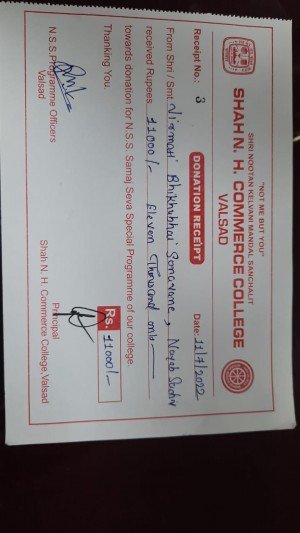 "NOT ME BUT YOU"
SHRI NOOTAN KELVANI MANDAL SANCHALIT
SHAH N. H. COMMERCE COLLEGE
VALSAD
Receipt No.: 3
DONATION RECEIPT
Date: 11/7/2022
From Shri / Smt. Virmati Bhikhubhai Sonavane,
received Rupees 11000/- Eleven Thousand only
towards donation for N.S.S. Samaj Seva Special Programme of our college.
Thanking You.
Rs. 11000/-
N.S.S. Programme Officers
Valsad
Principal
Shah N. H. Commerce College, Valsad